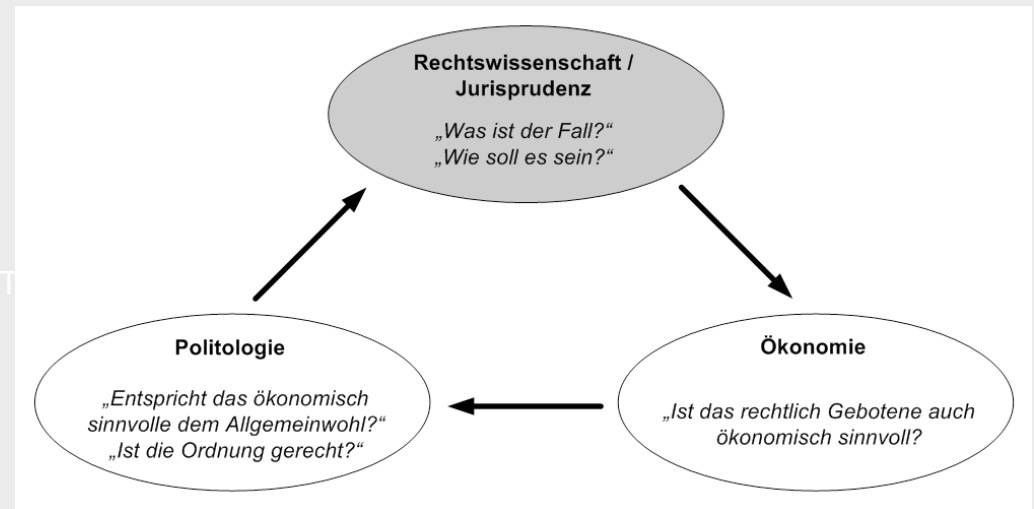 Rechtswissenschaft /
Jurisprudenz
„Was ist der Fall?“
„Wie soll es sein?“
Politologie
„Entspricht das ökonomisch
sinnvolle dem Allgemeinwohl?“
„Ist die Ordnung gerecht?“
Ökonomie
„Ist das rechtlich Gebotene auch
ökonomisch sinnvoll?
T